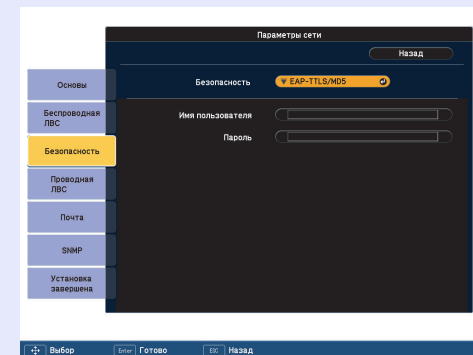 Параметры сети
Назад
Основы
Безопасность EAP-TTLS/MD5
Беспроводная
ЛВС
Имя пользователя
Пароль
Безопасность
Проводная
ЛВС
Почта
SNMP
Установка
завершена
Выбор Enter Готово ESC Назад